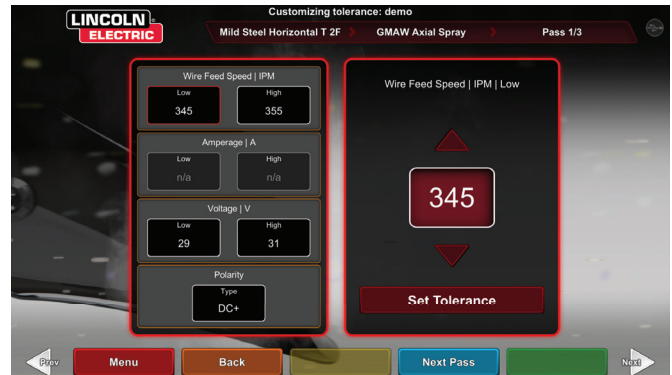 Customizing tolerance: demo
LINCOLN
ELECTRIC
Mild Steel Horizontal T 2F
GMAW Axial Spray
Pass 1/3
Wire Feed Speed | IPM
Low
High
345
355
Amperage | A
Low
High
n/a
n/a
Voltage | V
Low
High
29
31
Polarity
Type
DC+
Wire Feed Speed | IPM | Low
345
Set Tolerance
Prev
Menu
Back
Next Pass
Next